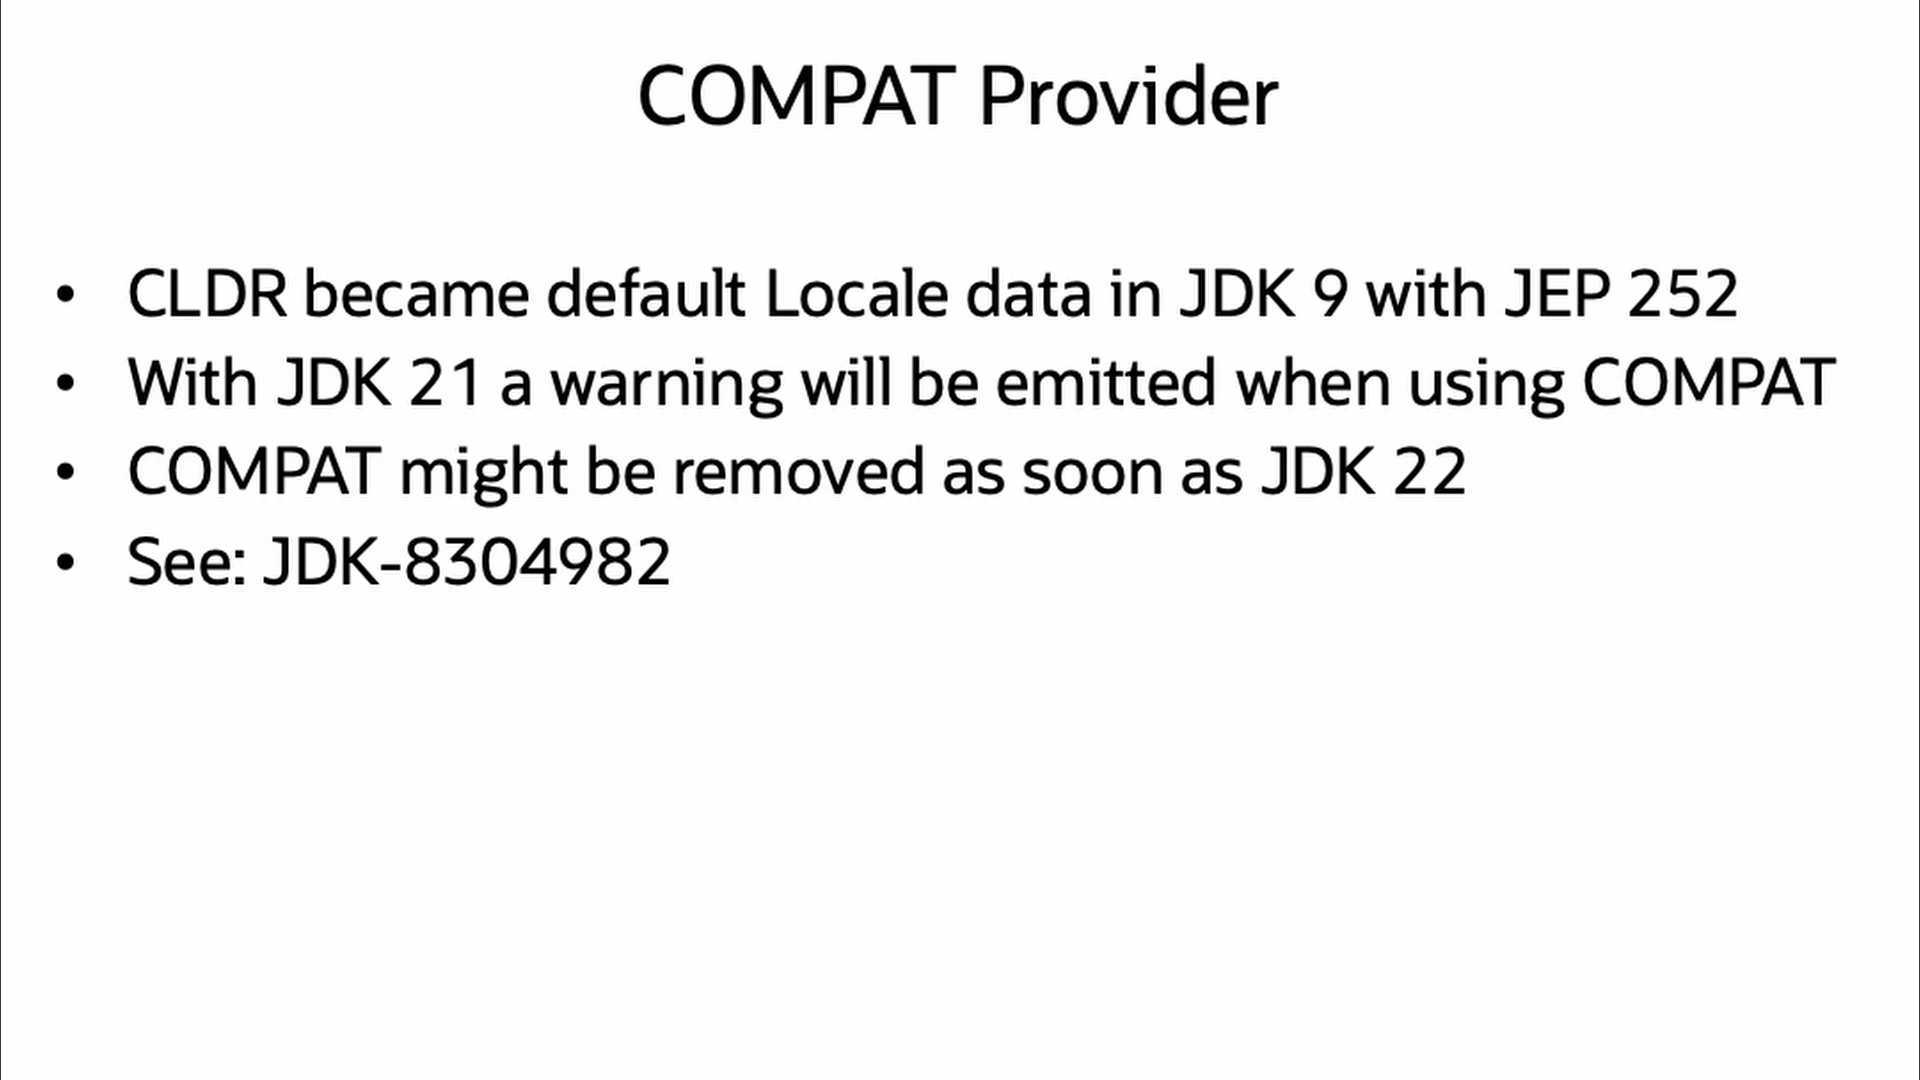 COMPAT Provider
• CLDR became default Locale data in JDK 9 with JEP 252
• With JDK 21 a warning will be emitted when using COMPAT
• COMPAT might be removed as soon as JDK 22
• See: JDK-8304982